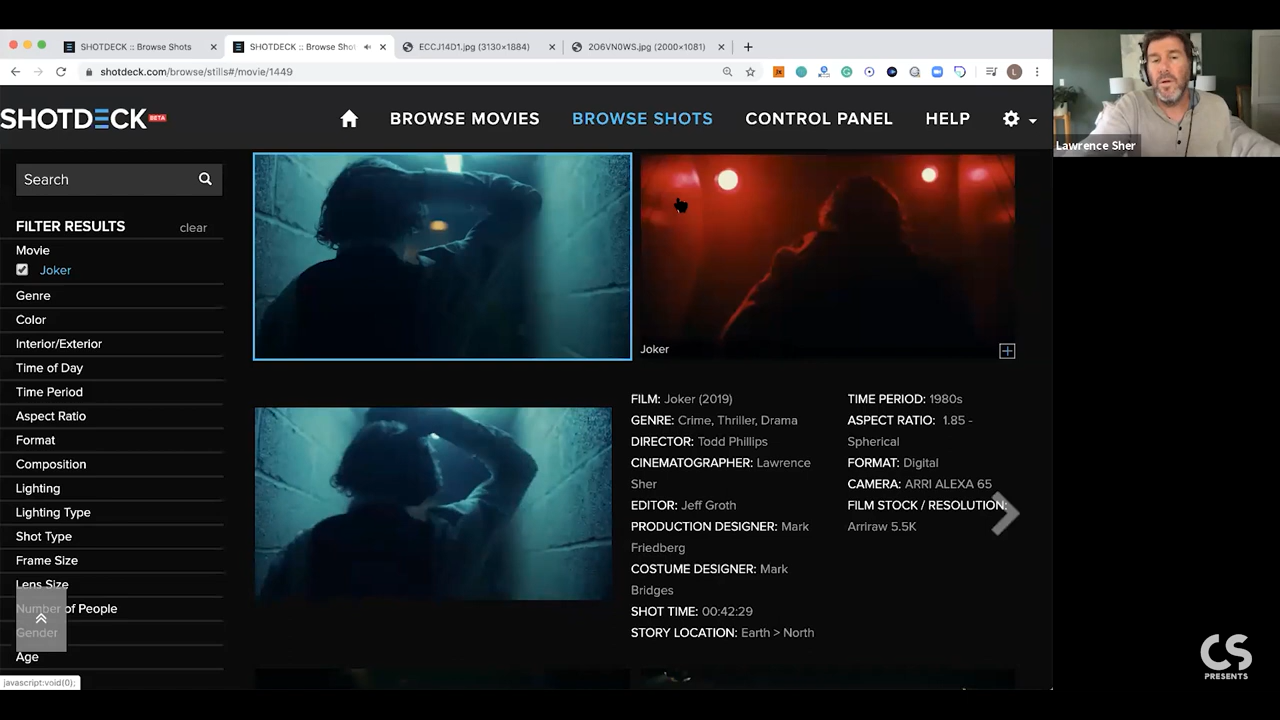 SHOTDECK :: Browse Shots
SHOTDECK :: Browse Shot
ECCJ14D1.jpg (3130×1884)
2O6VN0WS.jpg (2000×1081)
shotdeck.com/browse/stills#/movie/1449
L
SHOTDECK BETA
BROWSE MOVIES
BROWSE SHOTS
CONTROL PANEL
HELP
Lawrence Sher
Search
FILTER RESULTS
clear
Movie
Joker
Genre
Color
Interior/Exterior
Time of Day
Time Period
Aspect Ratio
Format
Composition
Lighting
Lighting Type
Shot Type
Frame Size
Lens Size
Number of People
Gender
Age
javascript:void(0);
Joker
FILM: Joker (2019)
GENRE: Crime, Thriller, Drama
DIRECTOR: Todd Phillips
CINEMATOGRAPHER: Lawrence
Sher
EDITOR: Jeff Groth
PRODUCTION DESIGNER: Mark
Friedberg
COSTUME DESIGNER: Mark
Bridges
SHOT TIME: 00:42:29
STORY LOCATION: Earth > North
TIME PERIOD: 1980s
ASPECT RATIO: 1.85 -
Spherical
FORMAT: Digital
CAMERA: ARRI ALEXA 65
FILM STOCK / RESOLUTION:
Arriraw 5.5K
CS
PRESENTS